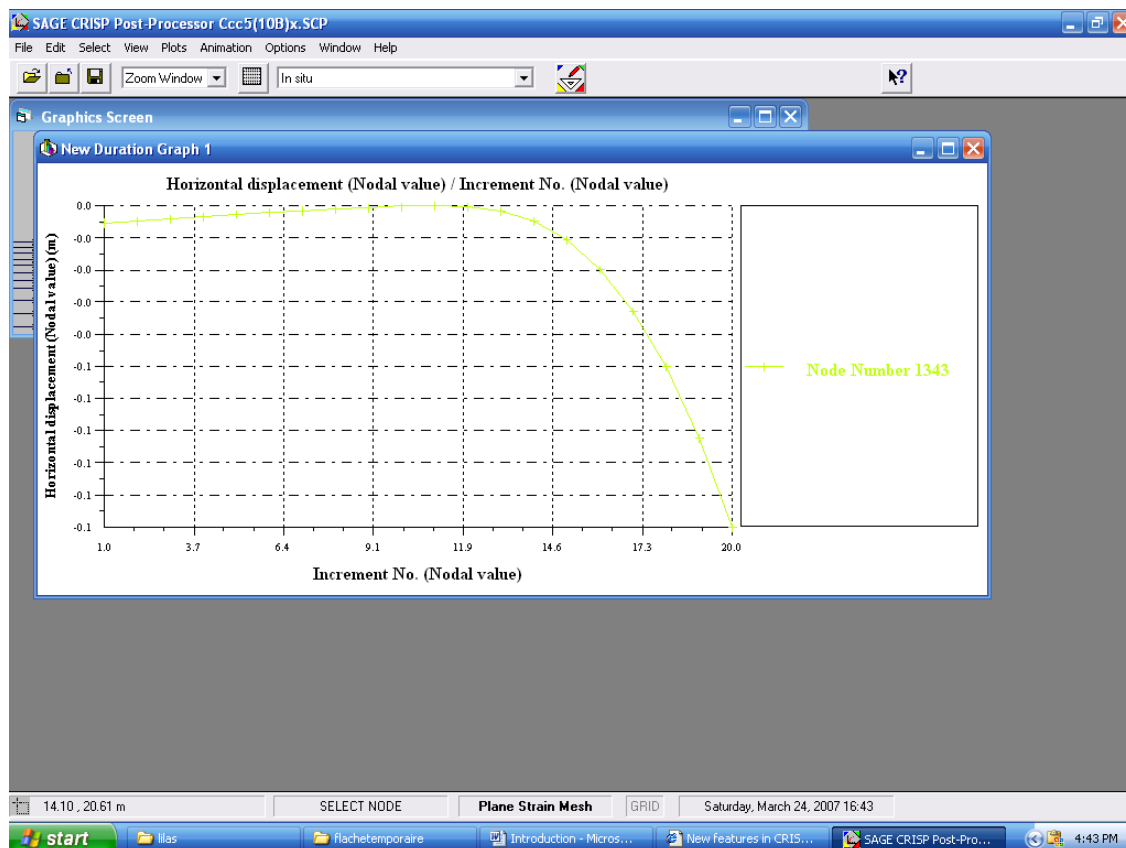 SAGE CRISP Post-Processor Ccc5(10B)x.SCP
File Edit Select View Plots Animation Options Window Help
Zoom Window In situ
Graphics Screen
New Duration Graph 1
Horizontal displacement (Nodal value) / Increment No. (Nodal value)
Horizontal displacement (Nodal value) (m)
0.0
-0.0
-0.0
-0.0
-0.0
-0.1
-0.1
-0.1
-0.1
-0.1
-0.1
Node Number 1343
1.0 3.7 6.4 9.1 11.9 14.6 17.3 20.0
Increment No. (Nodal value)
14.10 , 20.61 m SELECT NODE Plane Strain Mesh GRID Saturday, March 24, 2007 16:43
start lilas flachetemporaire Introduction - Micros... New features in CRIS... SAGE CRISP Post-Pro... 4:43 PM